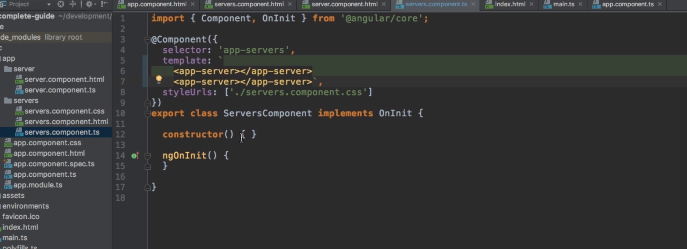 Project
app.component.html
servers.component.html
server.component.html
servers.component.ts
index.html
main.ts
app.component.ts
complete-guide ~/development/
de_modules library root
app
server
server.component.html
server.component.ts
servers
servers.component.css
servers.component.html
servers.component.ts
app.component.css
app.component.html
app.component.spec.ts
app.component.ts
app.module.ts
assets
environments
favicon.ico
index.html
main.ts
polyfills.ts
1 import { Component, OnInit } from '@angular/core';
2
3 @Component({
4 selector: 'app-servers',
5 template: `
6 <app-server></app-server>
7 <app-server></app-server>`,
8 styleUrls: ['./servers.component.css']
9 })
10 export class ServersComponent implements OnInit {
11
12 constructor() { }
13
14 ngOnInit() {
15 }
16
17 }
18